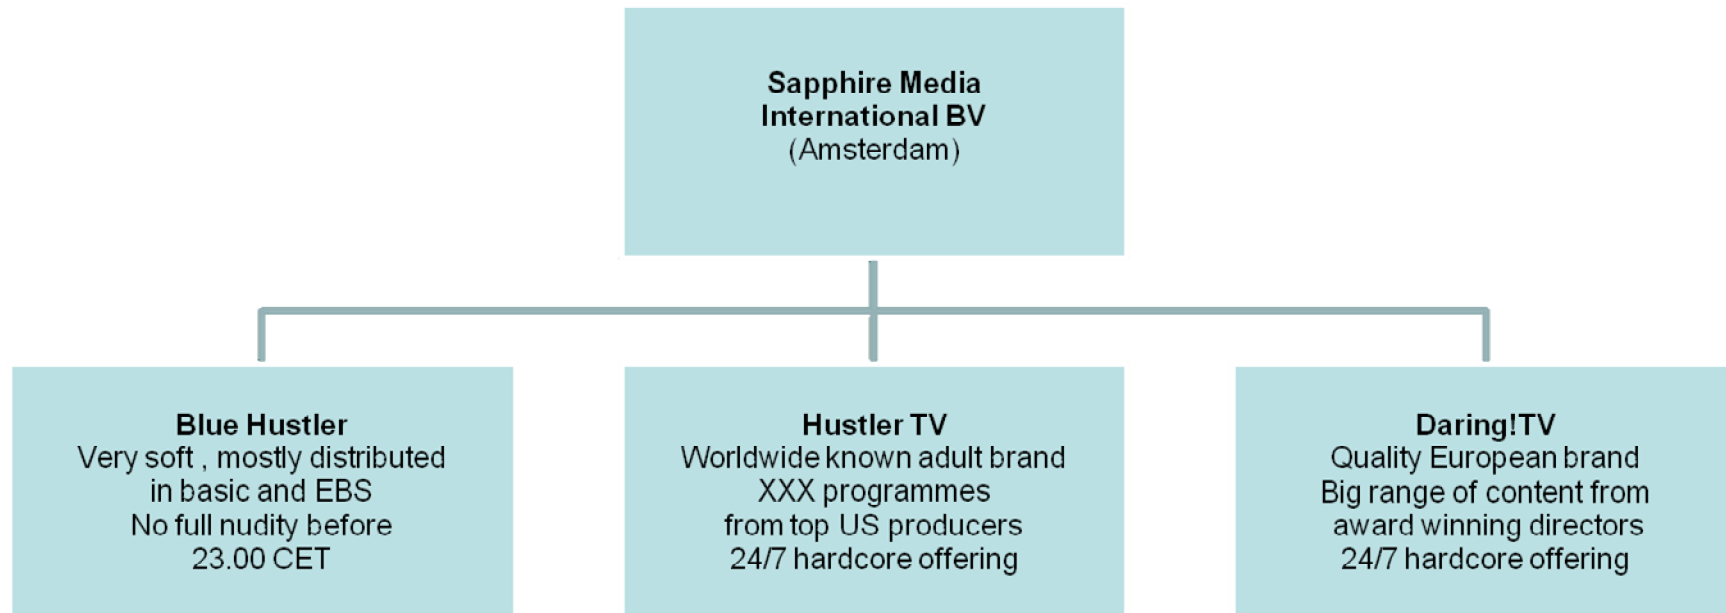 Sapphire Media
International BV
(Amsterdam)
Blue Hustler
Very soft , mostly distributed
in basic and EBS
No full nudity before
23.00 CET
Hustler TV
Worldwide known adult brand
XXX programmes
from top US producers
24/7 hardcore offering
Daring!TV
Quality European brand
Big range of content from
award winning directors
24/7 hardcore offering